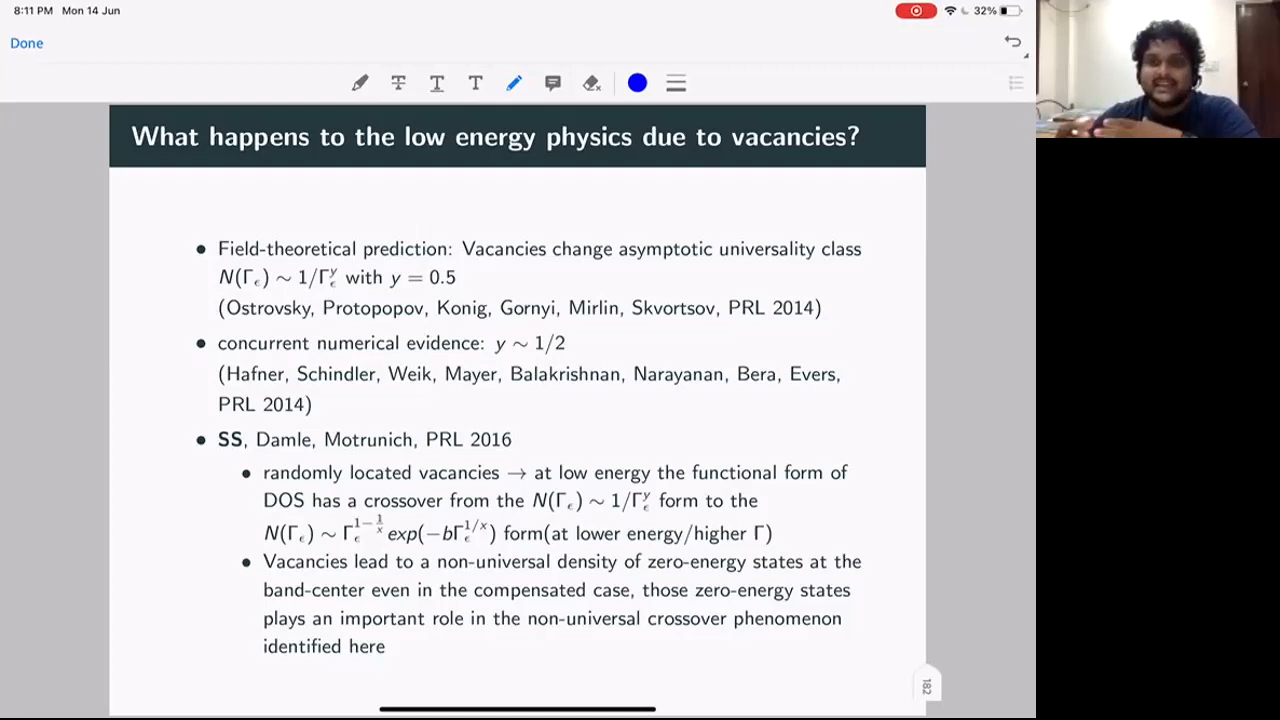 8:11 PM Mon 14 Jun
32%
Done
T T T
What happens to the low energy physics due to vacancies?
• Field-theoretical prediction: Vacancies change asymptotic universality class
N(Γ_ϵ) ∼ 1/Γ_ϵ^y with y = 0.5
(Ostrovsky, Protopopov, Konig, Gornyi, Mirlin, Skvortsov, PRL 2014)
• concurrent numerical evidence: y ∼ 1/2
(Hafner, Schindler, Weik, Mayer, Balakrishnan, Narayanan, Bera, Evers,
PRL 2014)
• SS, Damle, Motrunich, PRL 2016
• randomly located vacancies → at low energy the functional form of
DOS has a crossover from the N(Γ_ϵ) ∼ 1/Γ_ϵ^y form to the
N(Γ_ϵ) ∼ Γ_ϵ^{1−1/x} exp(−bΓ_ϵ^{1/x}) form(at lower energy/higher Γ)
• Vacancies lead to a non-universal density of zero-energy states at the
band-center even in the compensated case, those zero-energy states
plays an important role in the non-universal crossover phenomenon
identified here
182